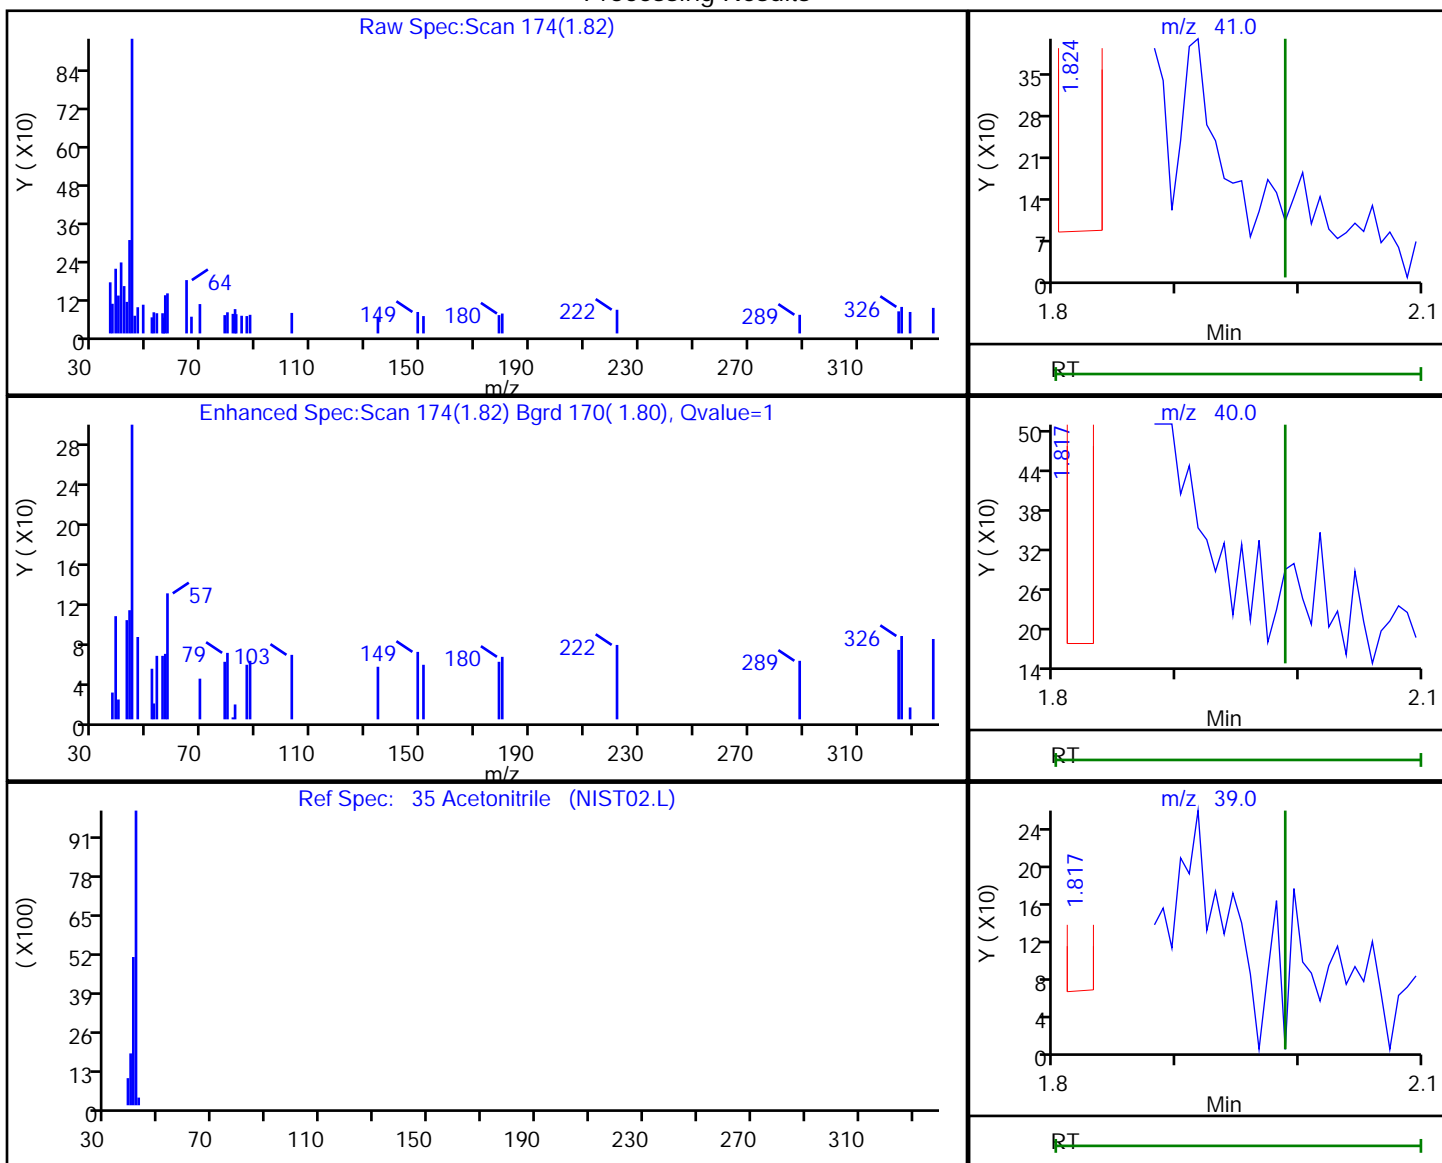 Processing Results
Raw Spec:Scan 174(1.82)
Y ( X10)
84
72
60
48
36
24
12
0
64
149
180
222
289
326
30 70 110 150 190 230 270 310
m/z
m/z 41.0
Y ( X10)
35
28
21
14
7
0
1.824
1.8 2.1
Min
RT
Enhanced Spec:Scan 174(1.82) Bgrd 170( 1.80), Qvalue=1
Y ( X10)
28
24
20
16
12
8
4
0
57
79
103
149
180
222
289
326
30 70 110 150 190 230 270 310
m/z
m/z 40.0
Y ( X10)
50
44
38
32
26
20
14
1.817
1.8 2.1
Min
RT
Ref Spec: 35 Acetonitrile (NIST02.L)
( X100)
91
78
65
52
39
26
13
0
30 70 110 150 190 230 270 310
m/z 39.0
Y ( X10)
24
20
16
12
8
4
0
1.817
1.8 2.1
Min
RT